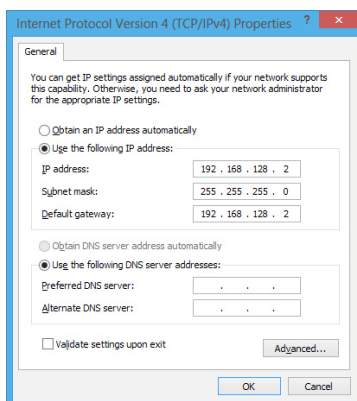 Internet Protocol Version 4 (TCP/IPv4) Properties ? x
General
You can get IP settings assigned automatically if your network supports
this capability. Otherwise, you need to ask your network administrator
for the appropriate IP settings.
Obtain an IP address automatically
Use the following IP address:
IP address: 192 . 168 . 128 . 2
Subnet mask: 255 . 255 . 255 . 0
Default gateway: 192 . 168 . 128 . 2
Obtain DNS server address automatically
Use the following DNS server addresses:
Preferred DNS server: . . .
Alternate DNS server: . . .
Validate settings upon exit
Advanced...
OK Cancel